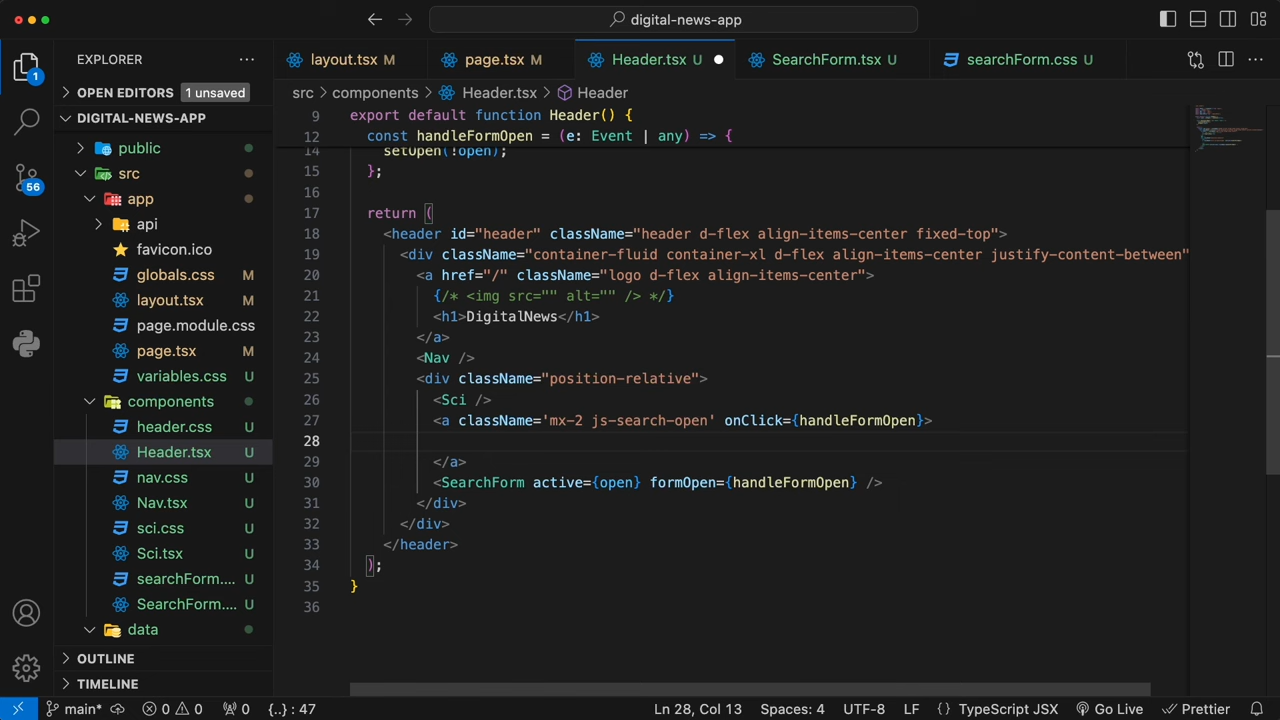 digital-news-app
EXPLORER
layout.tsx M
page.tsx M
Header.tsx U
SearchForm.tsx U
searchForm.css U
1
OPEN EDITORS 1 unsaved
src > components > Header.tsx > Header
DIGITAL-NEWS-APP
public
src
56
app
api
favicon.ico
globals.css M
layout.tsx M
page.module.css
page.tsx M
variables.css U
components
header.css U
Header.tsx U
nav.css U
Nav.tsx U
sci.css U
Sci.tsx U
searchForm.... U
SearchForm.... U
data
OUTLINE
TIMELINE
9 export default function Header() {
12 const handleFormOpen = (e: Event | any) => {
14 setOpen(!open);
15 };
16
17 return (
18 <header id="header" className="header d-flex align-items-center fixed-top">
19 <div className="container-fluid container-xl d-flex align-items-center justify-content-between"
20 <a href="/" className="logo d-flex align-items-center">
21 {/* <img src="" alt="" /> */}
22 <h1>DigitalNews</h1>
23 </a>
24 <Nav />
25 <div className="position-relative">
26 <Sci />
27 <a className='mx-2 js-search-open' onClick={handleFormOpen}>
28
29 </a>
30 <SearchForm active={open} formOpen={handleFormOpen} />
31 </div>
32 </div>
33 </header>
34 );
35 }
36
main* 0 0 0 {..} : 47 Ln 28, Col 13 Spaces: 4 UTF-8 LF {} TypeScript JSX Go Live Prettier